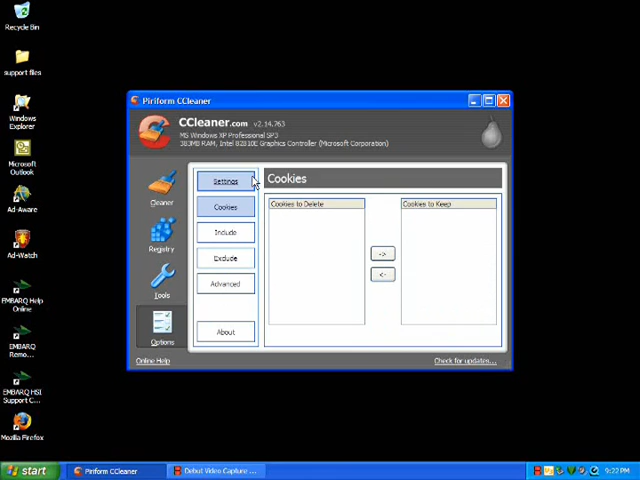 Recycle Bin
support files
Windows
Explorer
Microsoft
Outlook
Ad-Aware
Ad-Watch
EMBARQ Help
Online
EMBARQ
Remo...
EMBARQ HSI
Support C...
Mozilla Firefox
Piriform CCleaner
CCleaner.com v2.14.763
MS Windows XP Professional SP3
Intel 82810E Graphics Controller (Microsoft Corporation)
Cleaner
Registry
Tools
Options
Settings
Cookies
Include
Exclude
Advanced
About
Cookies
Cookies to Delete
Cookies to Keep
->
<-
Online Help
Check for updates...
start
Piriform CCleaner
Debut Video Capture ...
9:22 PM